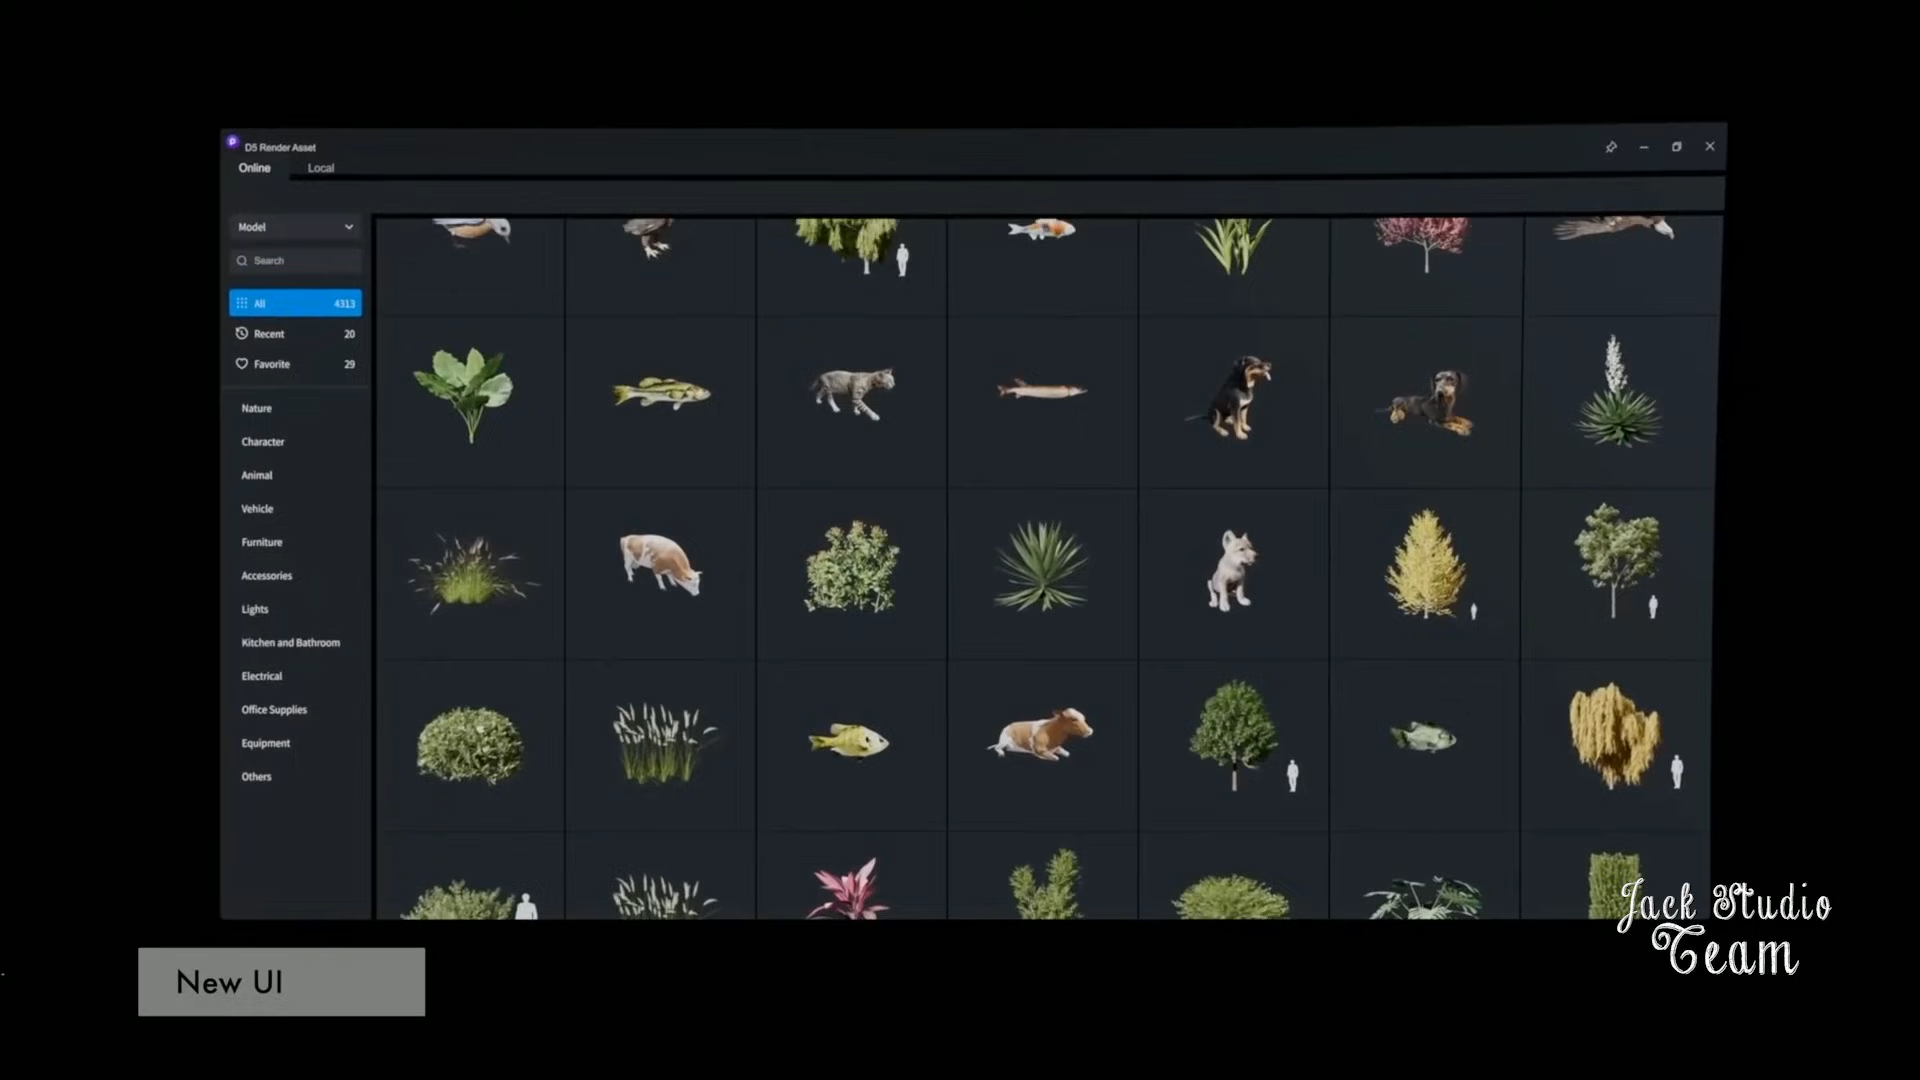 D5 Render Asset
Online
Local
Model
Search
All 4313
Recent 20
Favorite 29
Nature
Character
Animal
Vehicle
Furniture
Accessories
Lights
Kitchen and Bathroom
Electrical
Office Supplies
Equipment
Others
New UI
Jack Studio
Team